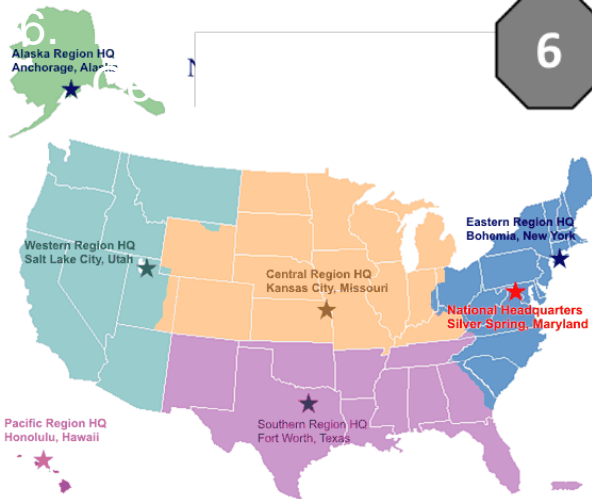 6.
6
Alaska Region HQ
Anchorage, Alaska
N
Eastern Region HQ
Bohemia, New York
Western Region HQ
Salt Lake City, Utah
Central Region HQ
Kansas City, Missouri
National Headquarters
Silver Spring, Maryland
Pacific Region HQ
Honolulu, Hawaii
Southern Region HQ
Fort Worth, Texas